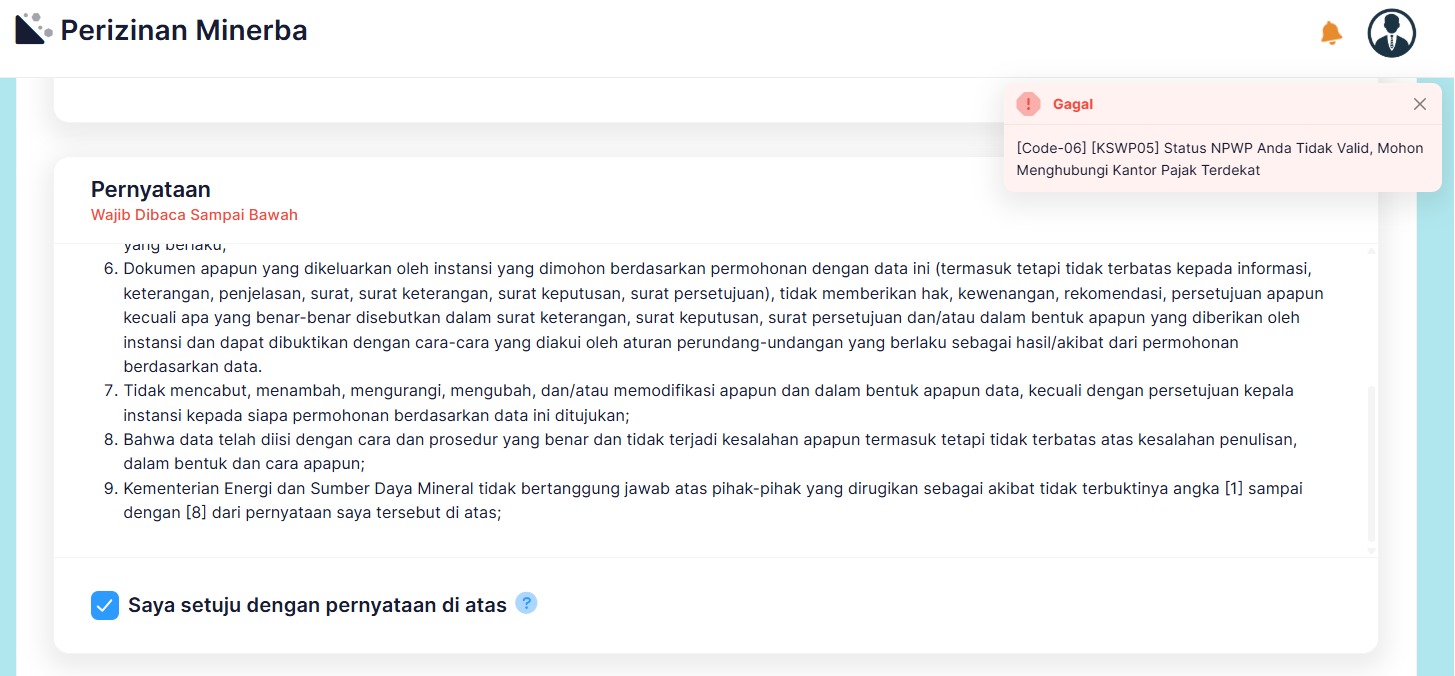 Perizinan Minerba
Gagal
[Code-06] [KSWP05] Status NPWP Anda Tidak Valid, Mohon
Menghubungi Kantor Pajak Terdekat
Pernyataan
Wajib Dibaca Sampai Bawah
yang berlaku;
6. Dokumen apapun yang dikeluarkan oleh instansi yang dimohon berdasarkan permohonan dengan data ini (termasuk tetapi tidak terbatas kepada informasi,
keterangan, penjelasan, surat, surat keterangan, surat keputusan, surat persetujuan), tidak memberikan hak, kewenangan, rekomendasi, persetujuan apapun
kecuali apa yang benar-benar disebutkan dalam surat keterangan, surat keputusan, surat persetujuan dan/atau dalam bentuk apapun yang diberikan oleh
instansi dan dapat dibuktikan dengan cara-cara yang diakui oleh aturan perundang-undangan yang berlaku sebagai hasil/akibat dari permohonan
berdasarkan data.
7. Tidak mencabut, menambah, mengurangi, mengubah, dan/atau memodifikasi apapun dan dalam bentuk apapun data, kecuali dengan persetujuan kepala
instansi kepada siapa permohonan berdasarkan data ini ditujukan;
8. Bahwa data telah diisi dengan cara dan prosedur yang benar dan tidak terjadi kesalahan apapun termasuk tetapi tidak terbatas atas kesalahan penulisan,
dalam bentuk dan cara apapun;
9. Kementerian Energi dan Sumber Daya Mineral tidak bertanggung jawab atas pihak-pihak yang dirugikan sebagai akibat tidak terbuktinya angka [1] sampai
dengan [8] dari pernyataan saya tersebut di atas;
Saya setuju dengan pernyataan di atas ?